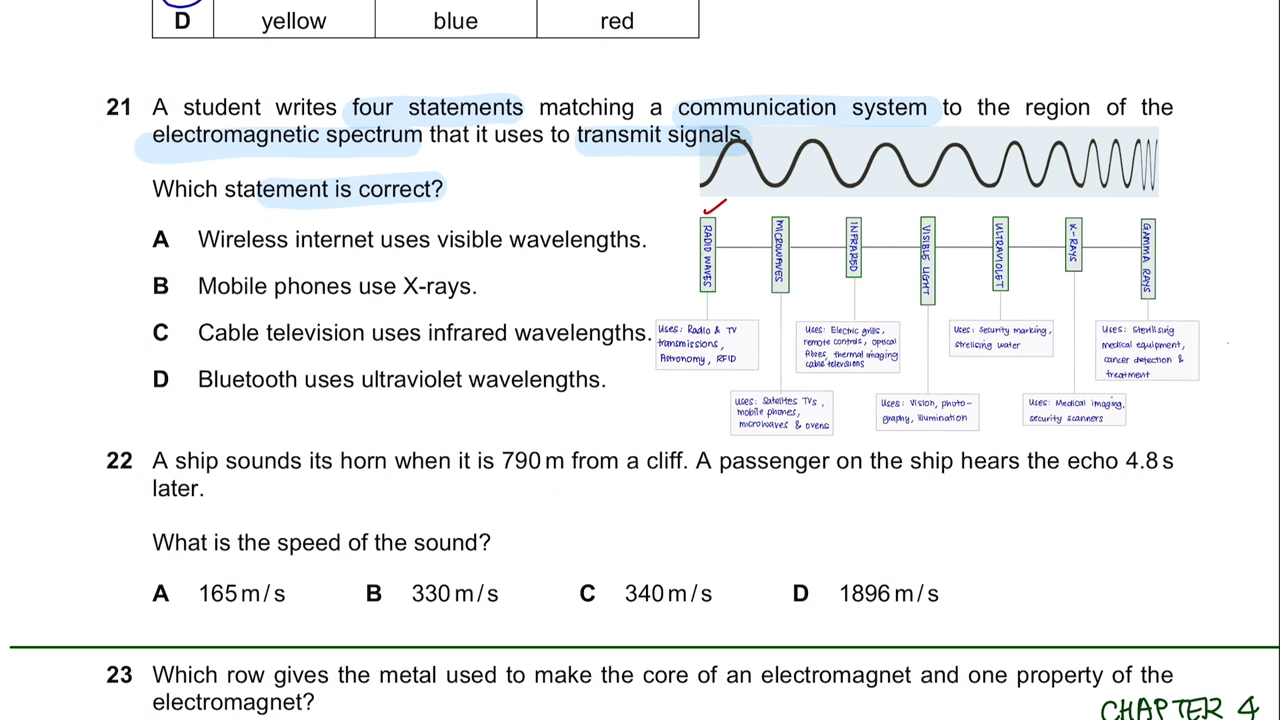 D yellow blue red
21 A student writes four statements matching a communication system to the region of the
electromagnetic spectrum that it uses to transmit signals.
Which statement is correct?
A Wireless internet uses visible wavelengths.
B Mobile phones use X-rays.
C Cable television uses infrared wavelengths.
D Bluetooth uses ultraviolet wavelengths.
RADIO WAVES
MICROWAVES
INFRARED
VISIBLE LIGHT
ULTRAVIOLET
X-RAYS
GAMMA RAYS
Uses: Radio & TV
transmissions,
Astronomy, RFID
Uses: Satellites TVs,
mobile phones,
microwaves & ovens
Uses: Electric grills,
remote controls, optical
fibres, thermal imaging
cable televisions
Uses: Vision, photo-
graphy, illumination
Uses: Security marking,
sterilising water
Uses: Medical imaging,
security scanners
Uses: Sterilising
medical equipment,
cancer detection &
treatment
22 A ship sounds its horn when it is 790 m from a cliff. A passenger on the ship hears the echo 4.8 s
later.
What is the speed of the sound?
A 165 m / s B 330 m / s C 340 m / s D 1896 m / s
23 Which row gives the metal used to make the core of an electromagnet and one property of the
electromagnet?
CHAPTER 4